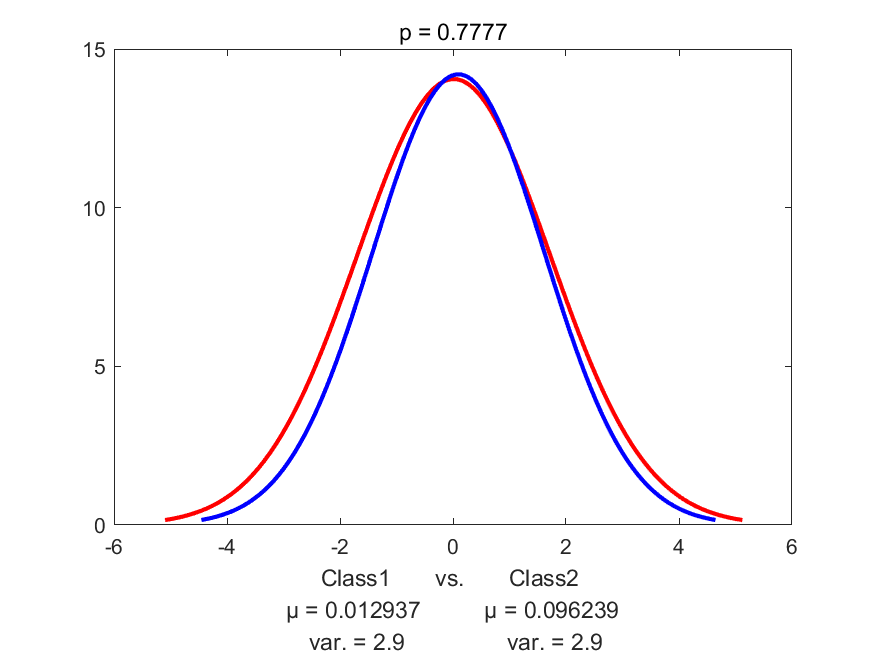 p = 0.7777
15
10
5
0
-6 -4 -2 0 2 4 6
Class1 vs. Class2
μ = 0.012937 μ = 0.096239
var. = 2.9 var. = 2.9